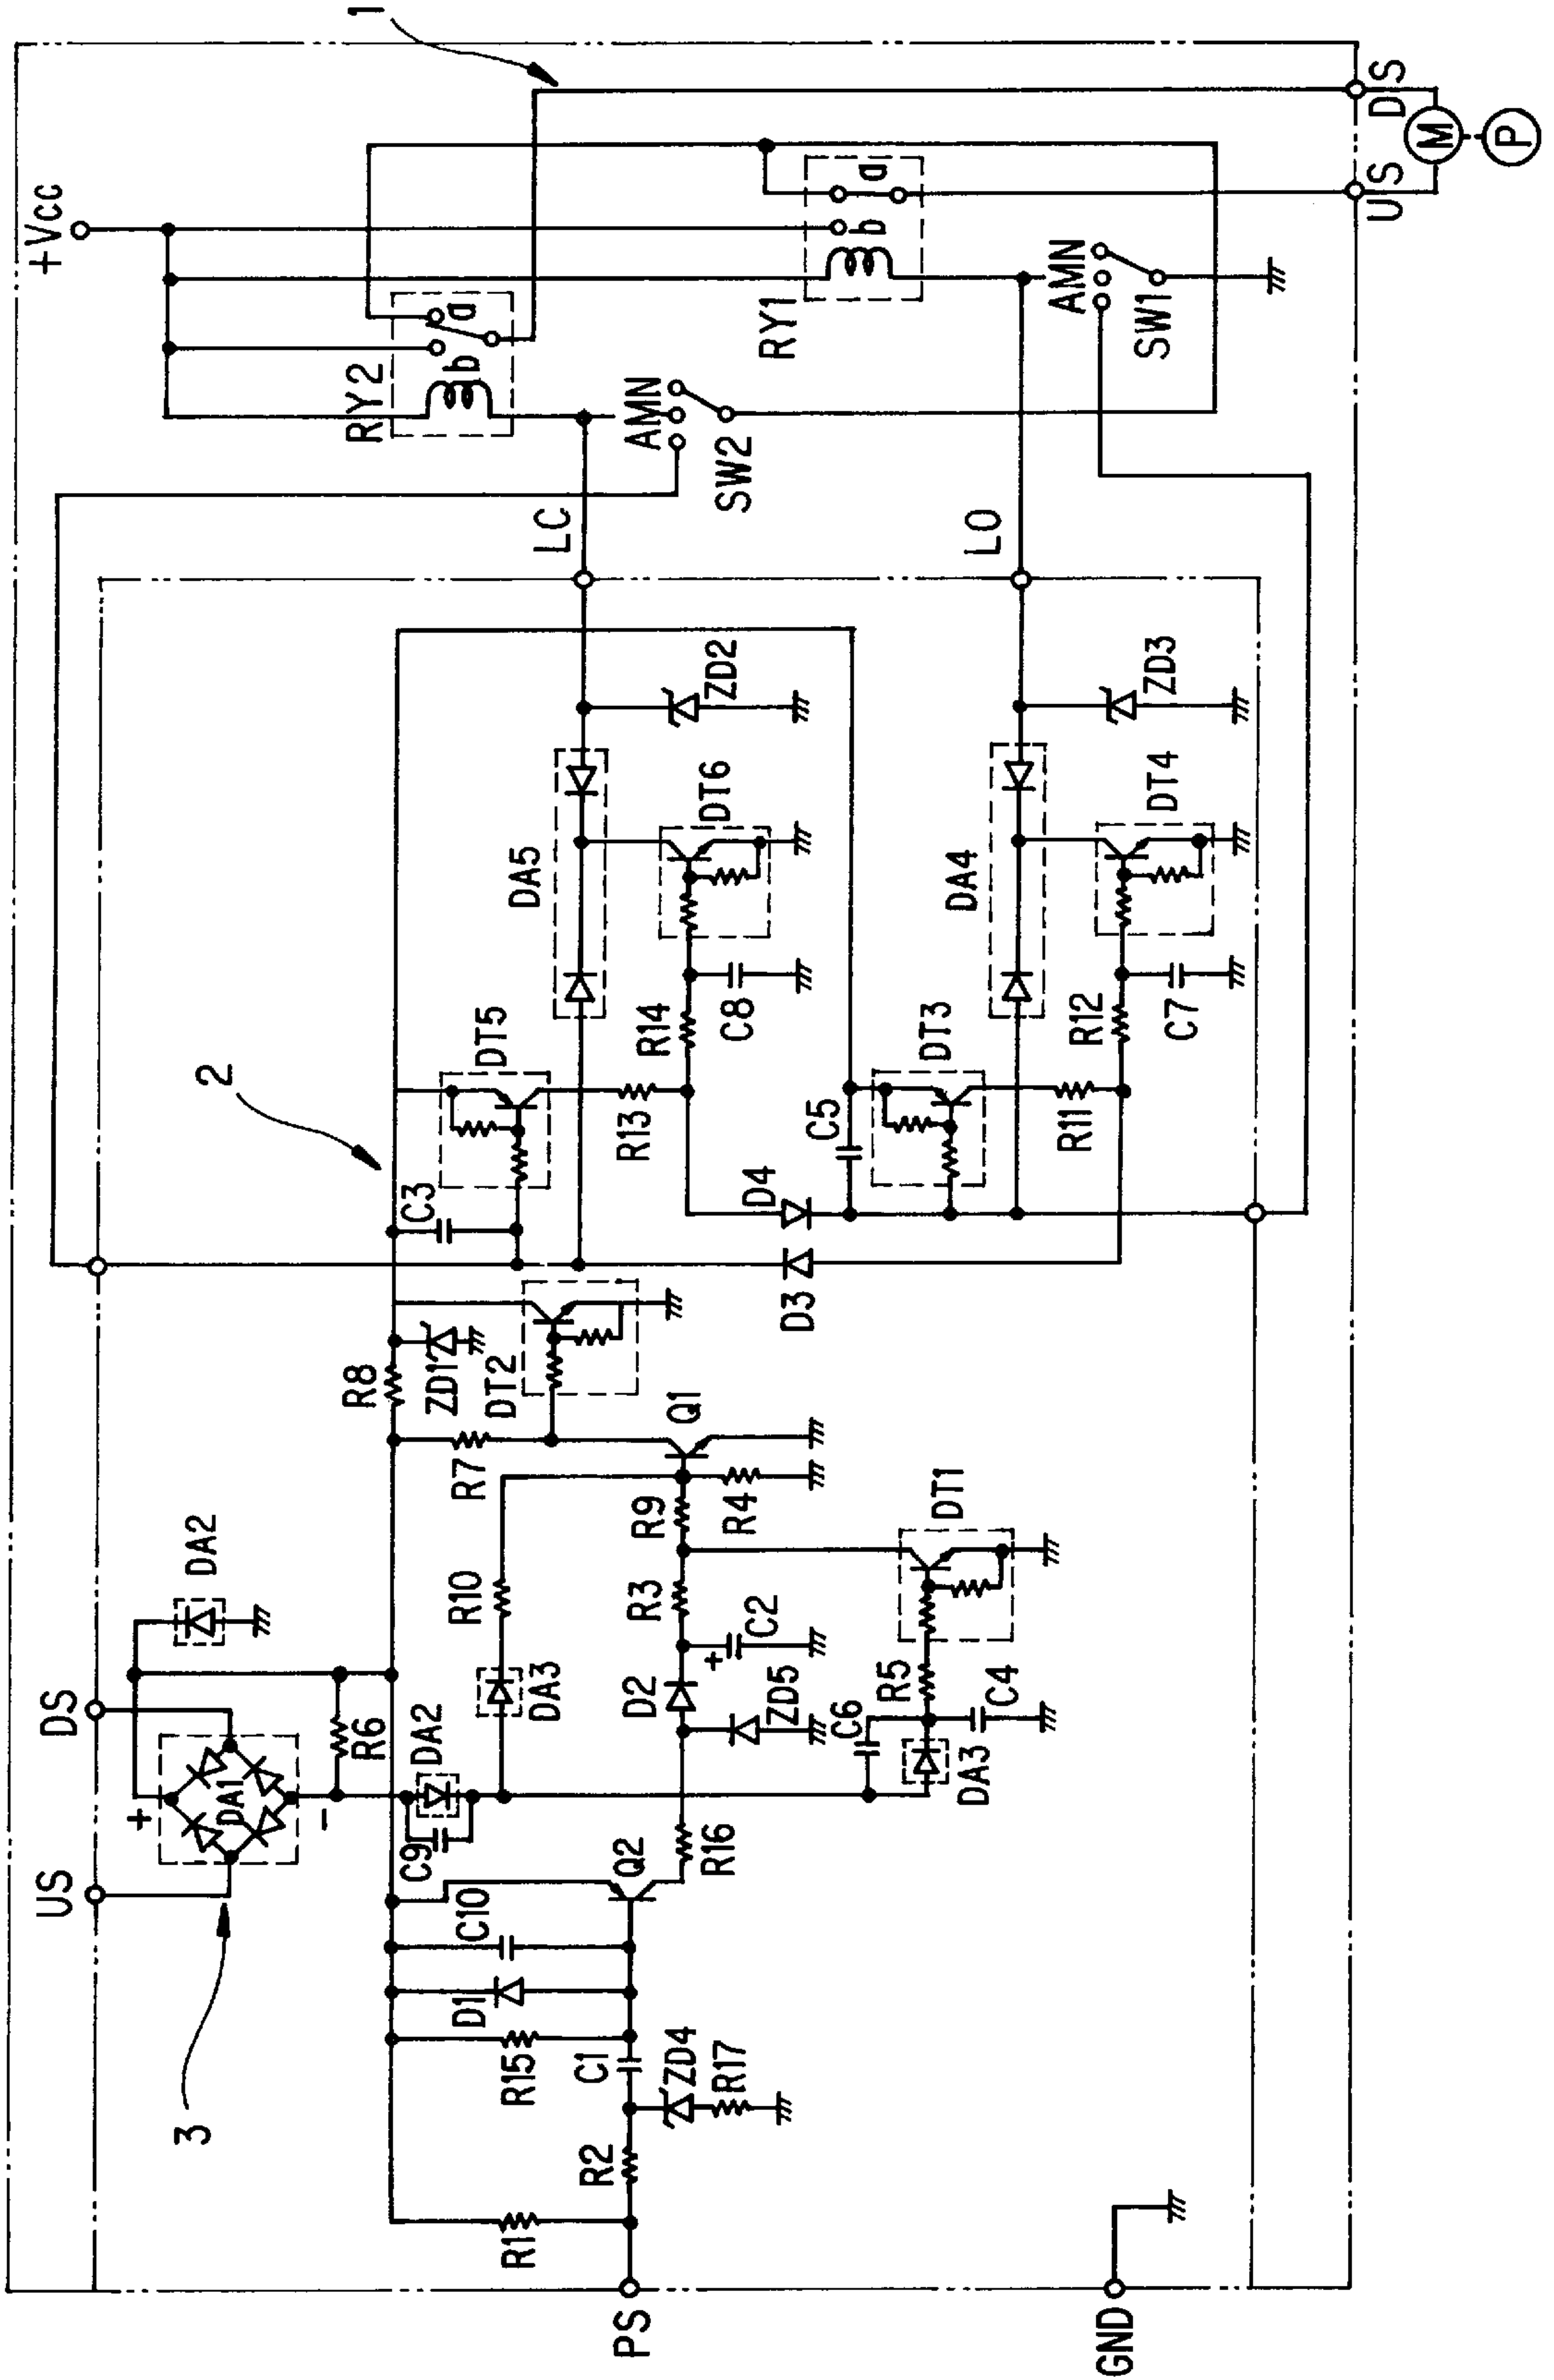 1
+Vcc
RY2
a
b
a
b
RY1
AMN
SW2
AMN
SW1
DS
US
M
P
LC
LO
2
ZD2
ZD3
DA5
DT6
DA4
DT4
DT5
R14
C8
DT3
R12
C7
C3
R13
C5
R11
D4
D3
R8
ZD1
DT2
R7
Q1
DA2
DS
R10
R9
R4
DT1
R3
C2
+
DA1
+
-
R6
DA2
DA3
D2
ZD5
R5
C4
C6
DA3
US
C9
C10
Q2
R16
3
D1
R15
C1
ZD4
R17
R2
R1
PS
GND